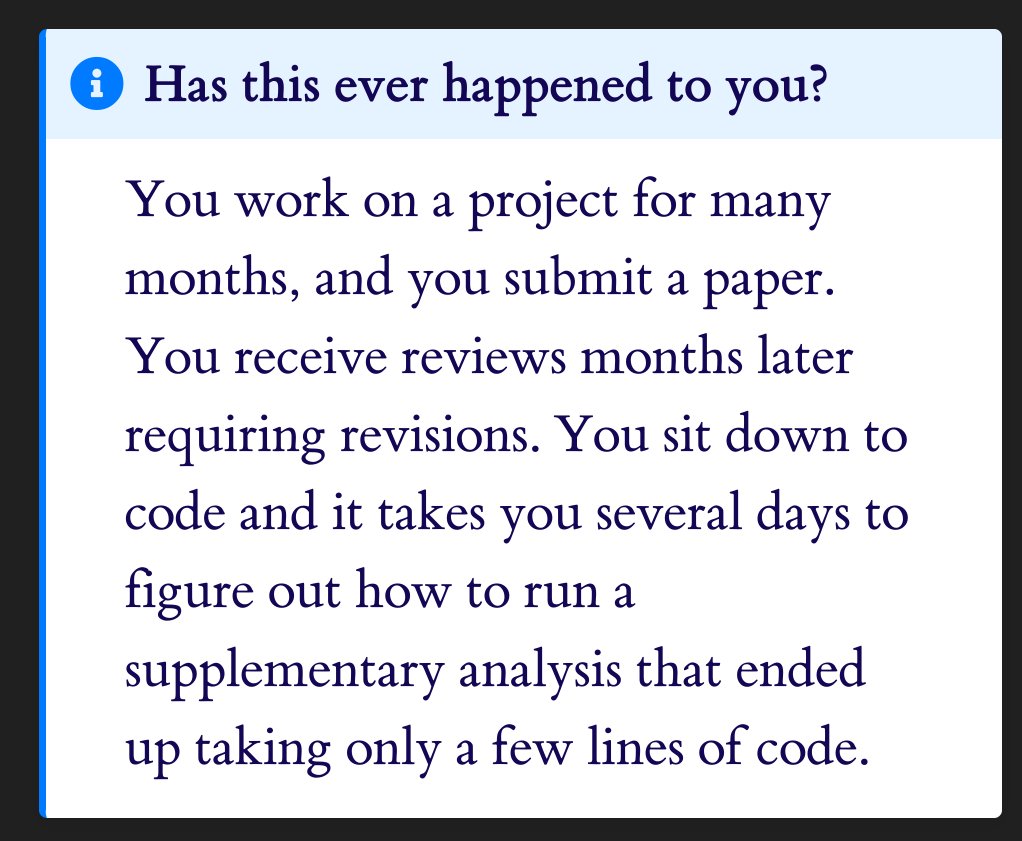 Has this ever happened to you?
You work on a project for many
months, and you submit a paper.
You receive reviews months later
requiring revisions. You sit down to
code and it takes you several days to
figure out how to run a
supplementary analysis that ended
up taking only a few lines of code.